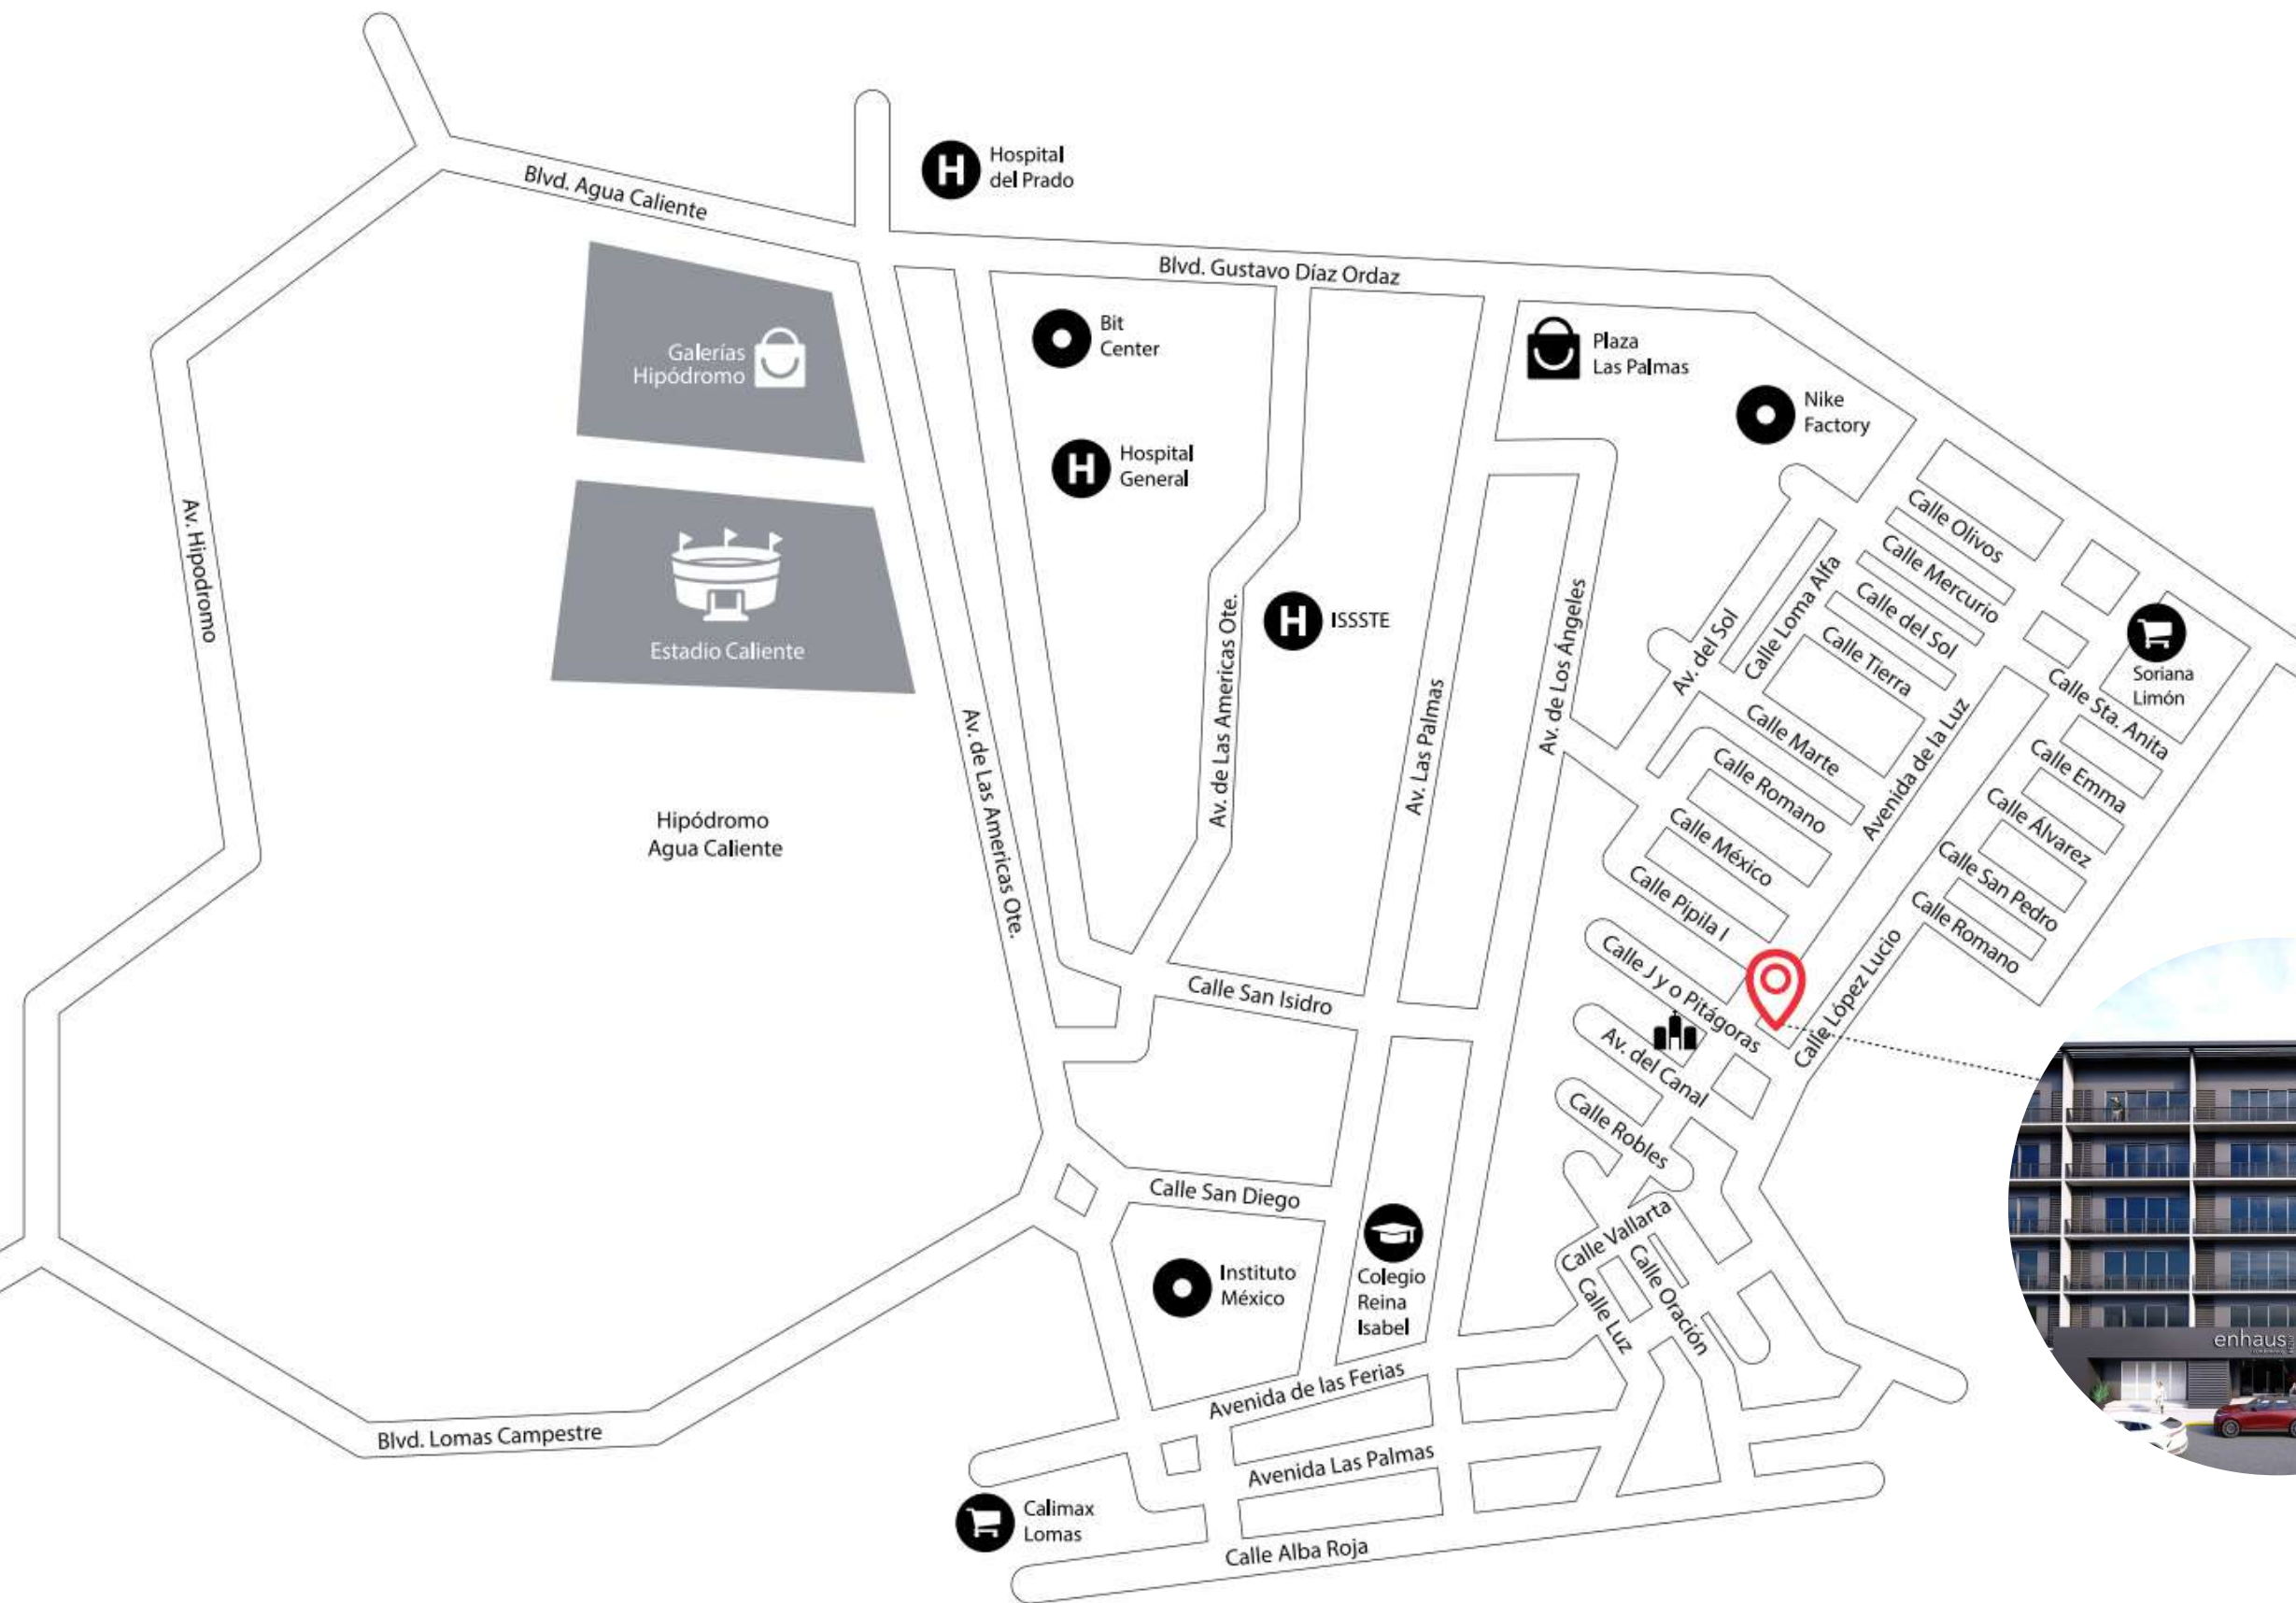 Hospital
del Prado
Blvd. Agua Caliente
Blvd. Gustavo Díaz Ordaz
Galerías
Hipódromo
Bit
Center
Plaza
Las Palmas
Nike
Factory
Hospital
General
Av. Hipodromo
Estadio Caliente
ISSSTE
Calle Olivos
Calle Mercurio
Calle del Sol
Calle Tierra
Calle Loma Alfa
Av. del Sol
Calle Marte
Calle Romano
Calle México
Calle Pipila I
Avenida de la Luz
Soriana
Limón
Calle Sta. Anita
Calle Emma
Calle Álvarez
Calle San Pedro
Calle Romano
Calle López Lucio
Av. de Las Americas Ote.
Av. de Las Americas Ote.
Av. Las Palmas
Av. de Los Ángeles
Hipódromo
Agua Caliente
Calle San Isidro
Calle J y o Pitágoras
Av. del Canal
Calle Robles
Calle San Diego
Calle Vallarta
Calle Oración
Calle Luz
Instituto
México
Colegio
Reina
Isabel
enhaus
Avenida de las Ferias
Blvd. Lomas Campestre
Avenida Las Palmas
Calimax
Lomas
Calle Alba Roja